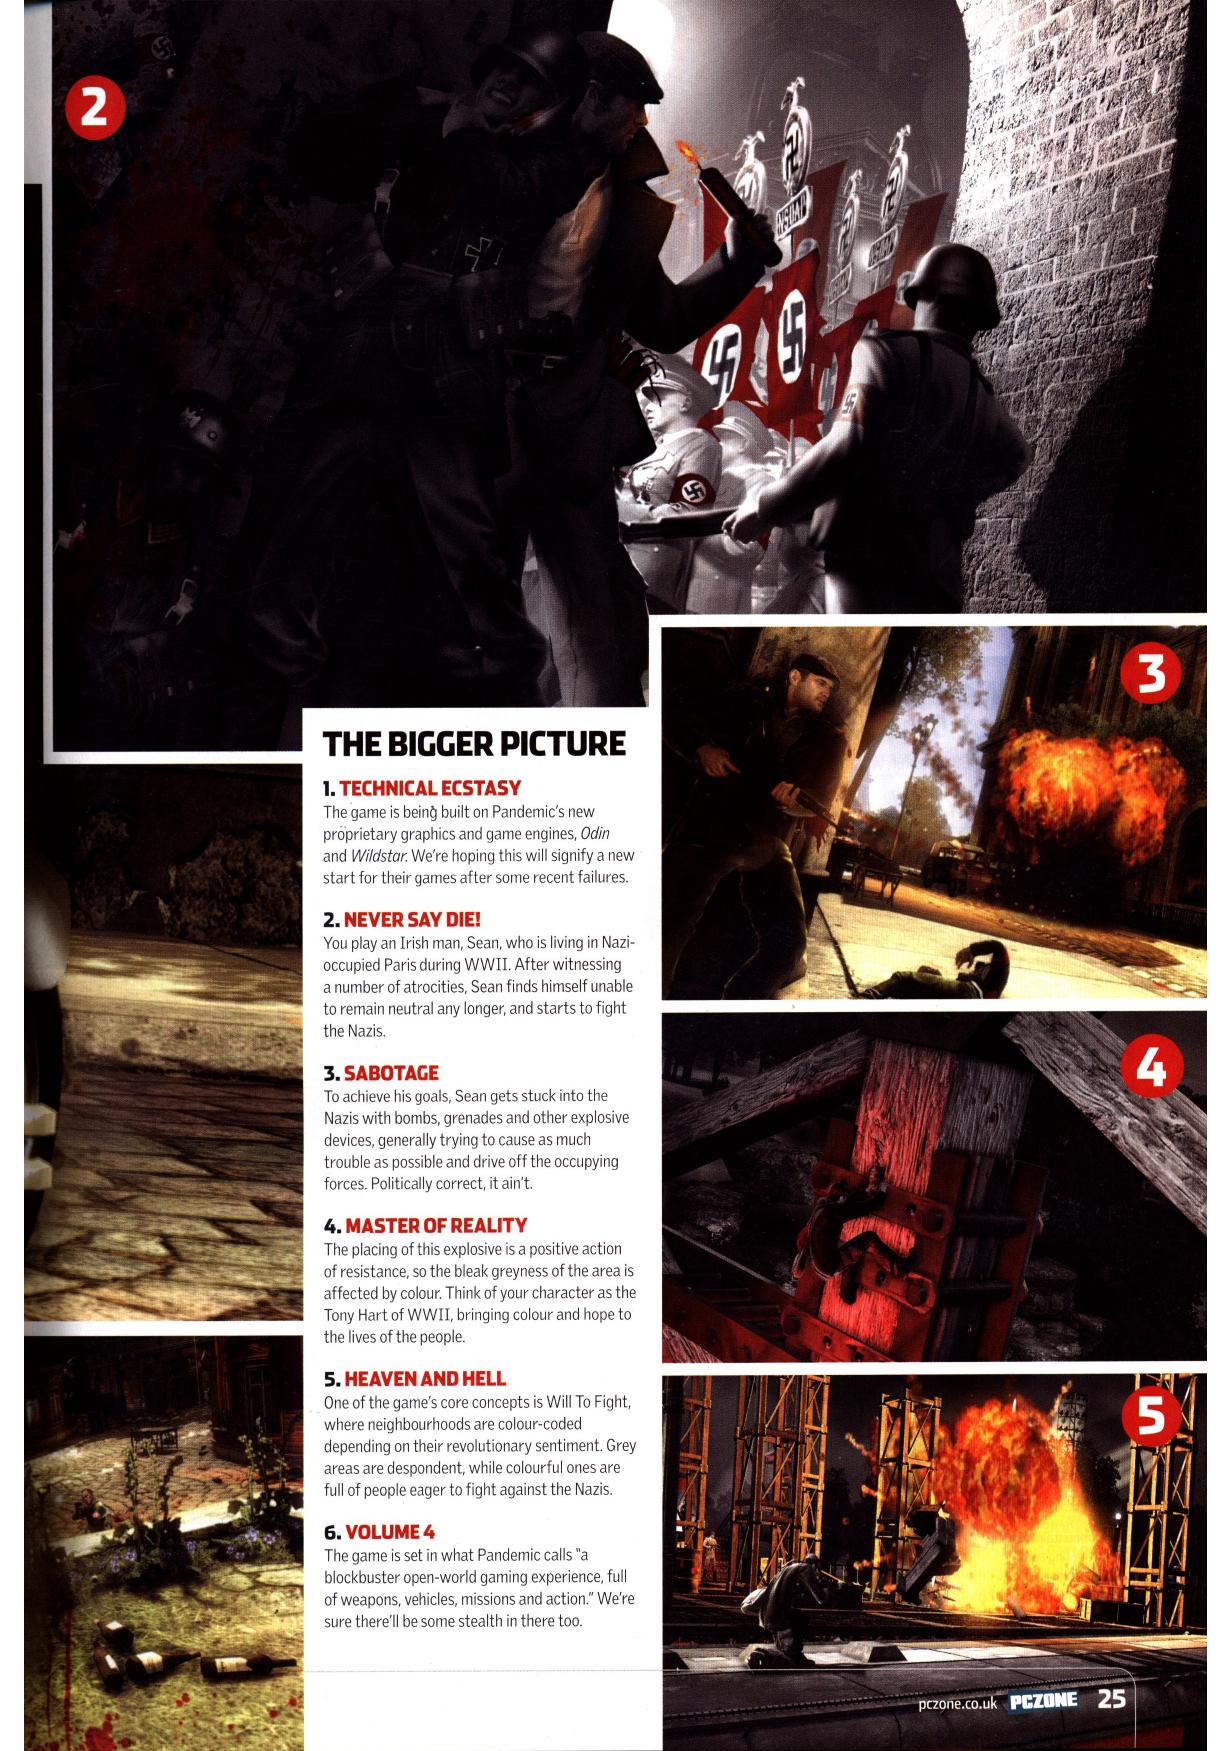 2
NSDAP
THE BIGGER PICTURE
1. TECHNICAL ECSTASY
The game is being built on Pandemic's new
proprietary graphics and game engines, Odin
and Wildstar. We're hoping this will signify a new
start for their games after some recent failures.
2. NEVER SAY DIE!
You play an Irish man, Sean, who is living in Nazi-
occupied Paris during WWII. After witnessing
a number of atrocities, Sean finds himself unable
to remain neutral any longer, and starts to fight
the Nazis.
3. SABOTAGE
To achieve his goals, Sean gets stuck into the
Nazis with bombs, grenades and other explosive
devices, generally trying to cause as much
trouble as possible and drive off the occupying
forces. Politically correct, it ain't.
4. MASTER OF REALITY
The placing of this explosive is a positive action
of resistance, so the bleak greyness of the area is
affected by colour. Think of your character as the
Tony Hart of WWII, bringing colour and hope to
the lives of the people.
5. HEAVEN AND HELL
One of the game's core concepts is Will To Fight,
where neighbourhoods are colour-coded
depending on their revolutionary sentiment. Grey
areas are despondent, while colourful ones are
full of people eager to fight against the Nazis.
6. VOLUME 4
The game is set in what Pandemic calls "a
blockbuster open-world gaming experience, full
of weapons, vehicles, missions and action." We're
sure there'll be some stealth in there too.
3
4
5
pczone.co.uk PCZONE 25